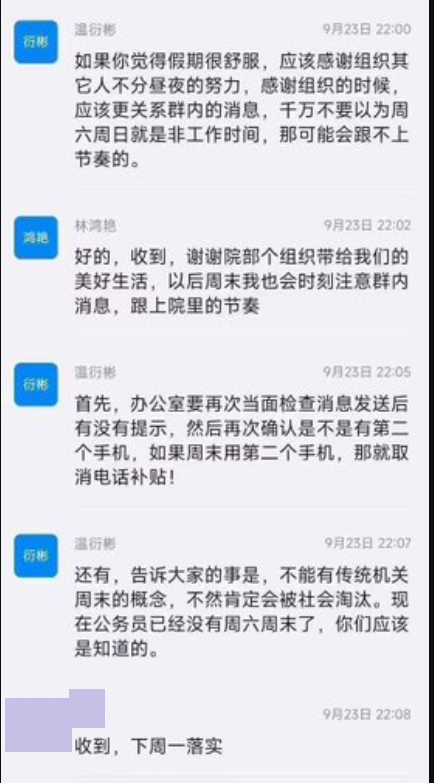 衍彬
温衍彬
9月23日 22:00
如果你觉得假期很舒服，应该感谢组织其
它人不分昼夜的努力，感谢组织的时候，
应该更关系群内的消息，千万不要以为周
六周日就是非工作时间，那可能会跟不上
节奏的。
鸿艳
林鸿艳
9月23日 22:02
好的，收到，谢谢院部个组织带给我们的
美好生活，以后周末我也会时刻注意群内
消息，跟上院里的节奏
衍彬
温衍彬
9月23日 22:05
首先，办公室要再次当面检查消息发送后
有没有提示，然后再次确认是不是有第二
个手机，如果周末用第二个手机，那就取
消电话补贴！
衍彬
温衍彬
9月23日 22:07
还有，告诉大家的事是，不能有传统机关
周末的概念，不然肯定会被社会淘汰。现
在公务员已经没有周六周末了，你们应该
是知道的。
9月23日 22:08
收到，下周一落实